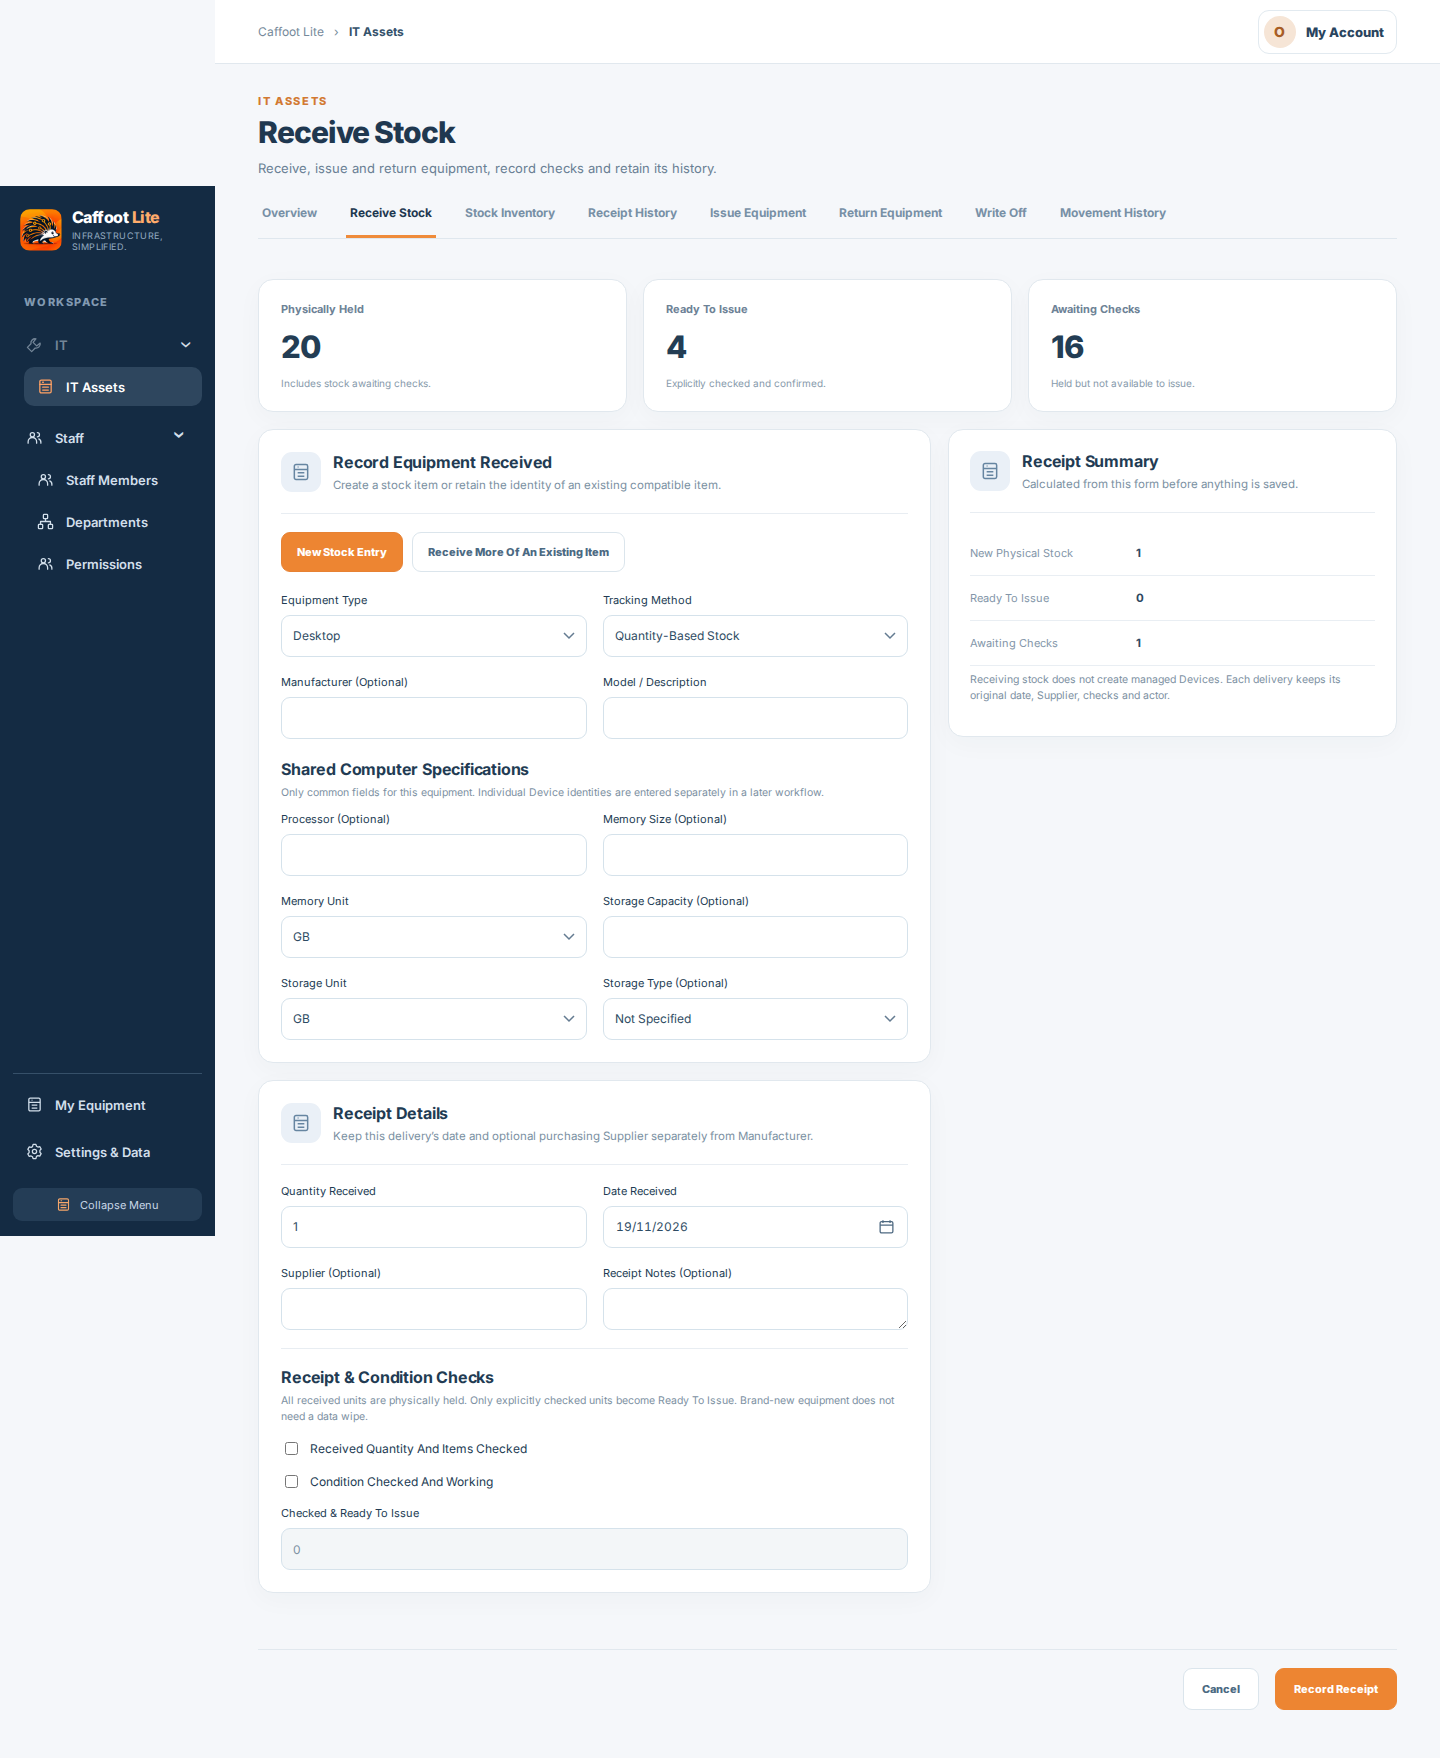 Caffoot Lite › IT Assets
O My Account
IT ASSETS
Receive Stock
Receive, issue and return equipment, record checks and retain its history.
Overview Receive Stock Stock Inventory Receipt History Issue Equipment Return Equipment Write Off Movement History
Caffoot Lite
INFRASTRUCTURE,
SIMPLIFIED.
WORKSPACE
IT
IT Assets
Staff
Staff Members
Departments
Permissions
My Equipment
Settings & Data
Collapse Menu
Physically Held
20
Includes stock awaiting checks.
Ready To Issue
4
Explicitly checked and confirmed.
Awaiting Checks
16
Held but not available to issue.
Record Equipment Received
Create a stock item or retain the identity of an existing compatible item.
New Stock Entry Receive More Of An Existing Item
Equipment Type Tracking Method
Desktop Quantity-Based Stock
Manufacturer (Optional) Model / Description
Shared Computer Specifications
Only common fields for this equipment. Individual Device identities are entered separately in a later workflow.
Processor (Optional) Memory Size (Optional)
Memory Unit Storage Capacity (Optional)
GB
Storage Unit Storage Type (Optional)
GB Not Specified
Receipt Summary
Calculated from this form before anything is saved.
New Physical Stock 1
Ready To Issue 0
Awaiting Checks 1
Receiving stock does not create managed Devices. Each delivery keeps its
original date, Supplier, checks and actor.
Receipt Details
Keep this delivery's date and optional purchasing Supplier separately from Manufacturer.
Quantity Received Date Received
1 19/11/2026
Supplier (Optional) Receipt Notes (Optional)
Receipt & Condition Checks
All received units are physically held. Only explicitly checked units become Ready To Issue. Brand-new equipment does not
need a data wipe.
Received Quantity And Items Checked
Condition Checked And Working
Checked & Ready To Issue
0
Cancel Record Receipt